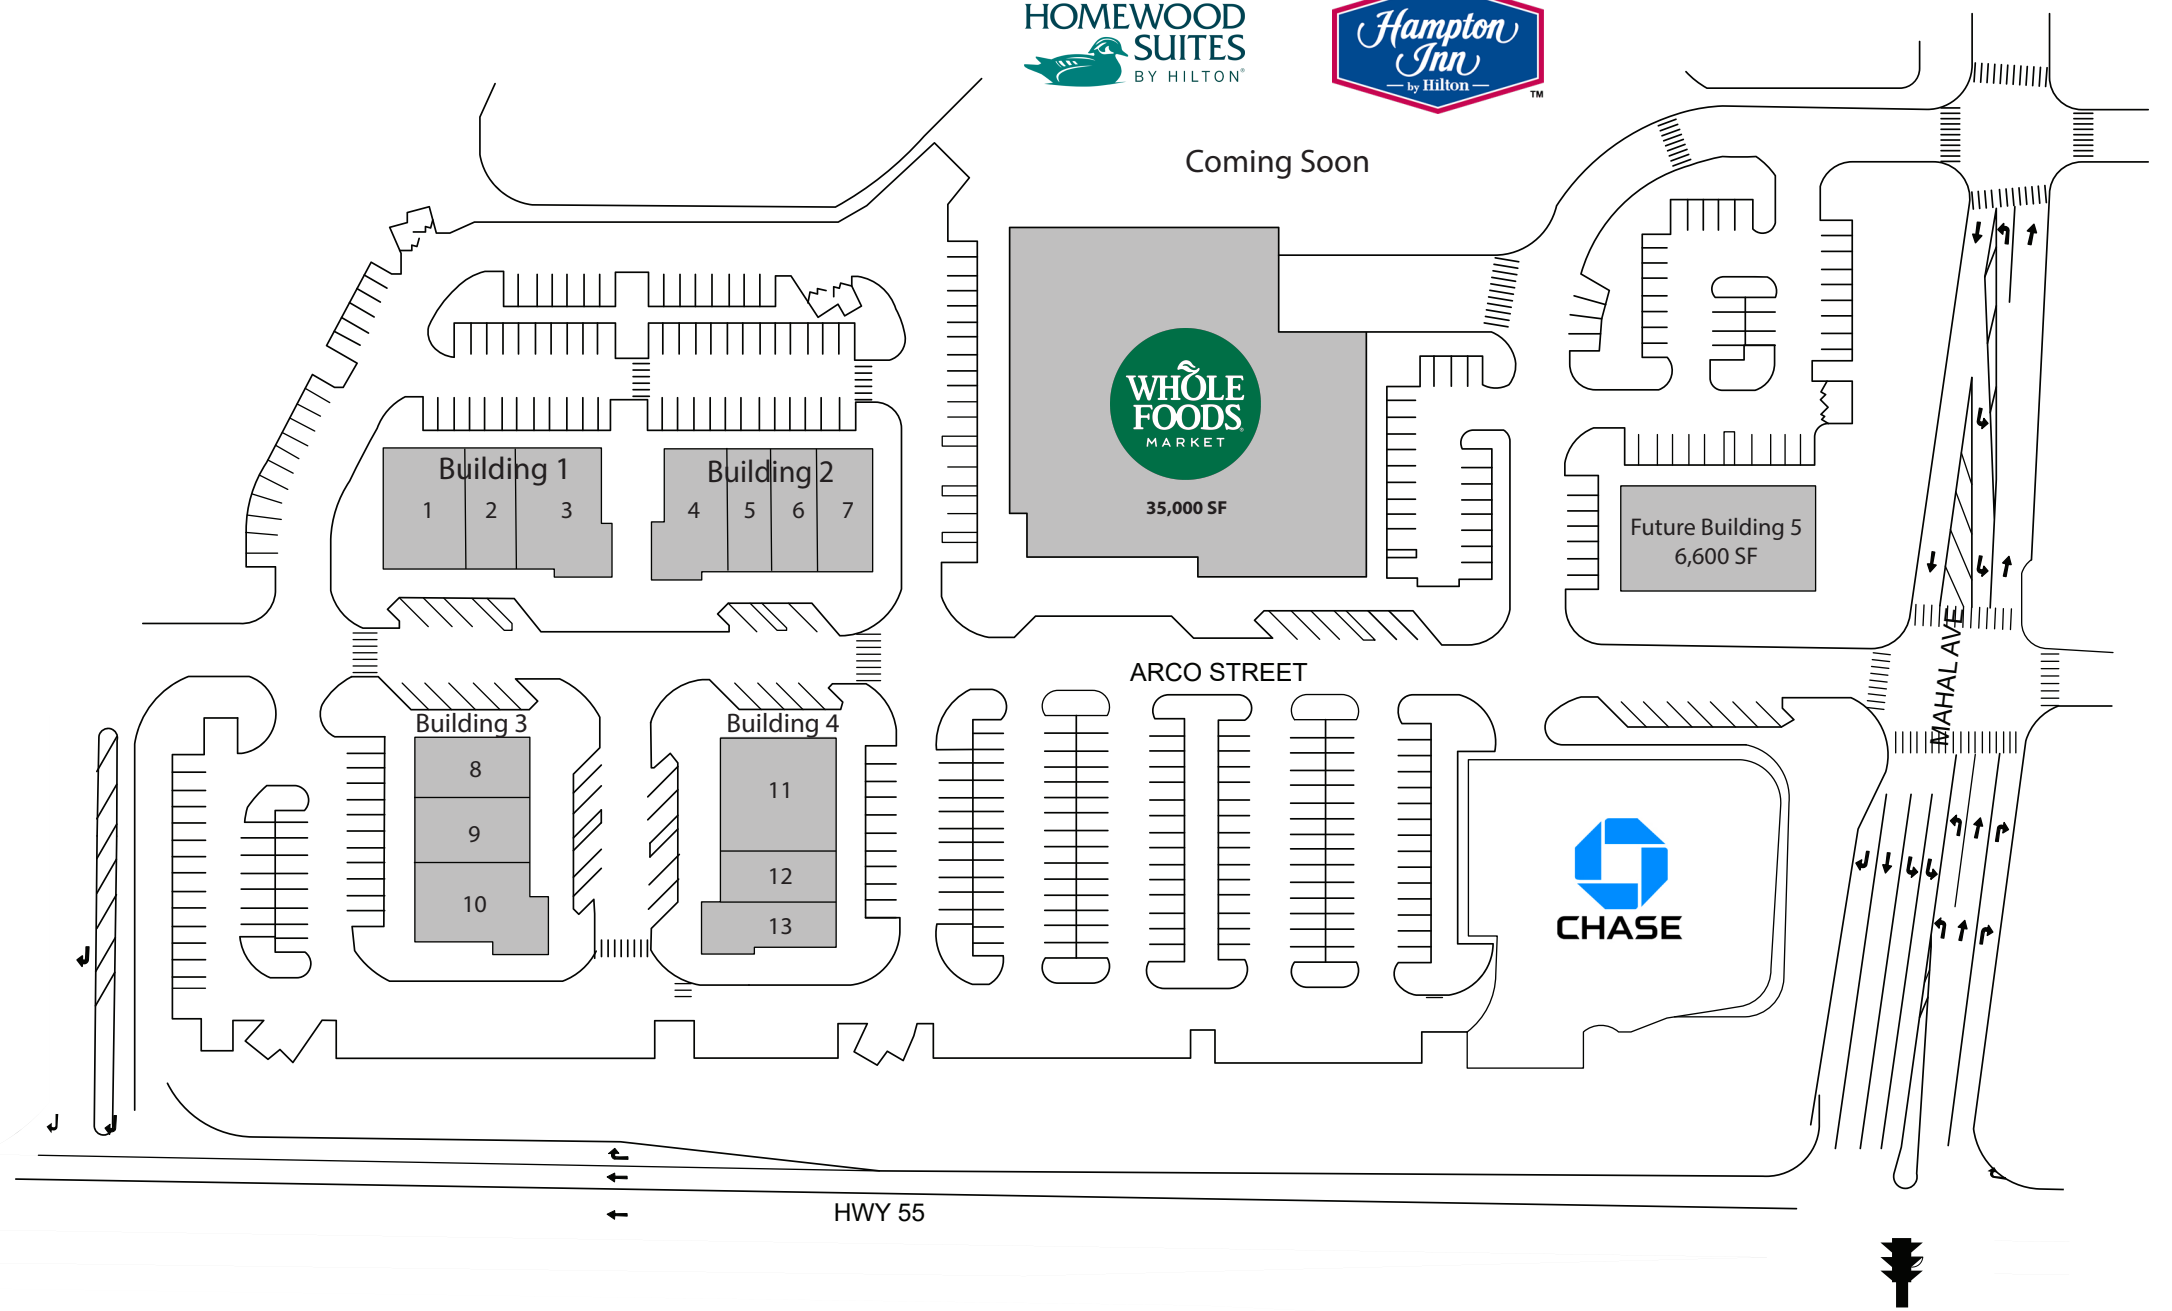 HOMEWOOD
SUITES
BY HILTON®
Hampton
Inn
by Hilton
TM
Coming Soon
WHOLE
FOODS
MARKET
35,000 SF
Building 1
1 2 3
Building 2
4 5 6 7
Future Building 5
6,600 SF
ARCO STREET
MAHAL AVE
Building 3
8
9
10
Building 4
11
12
13
CHASE
HWY 55